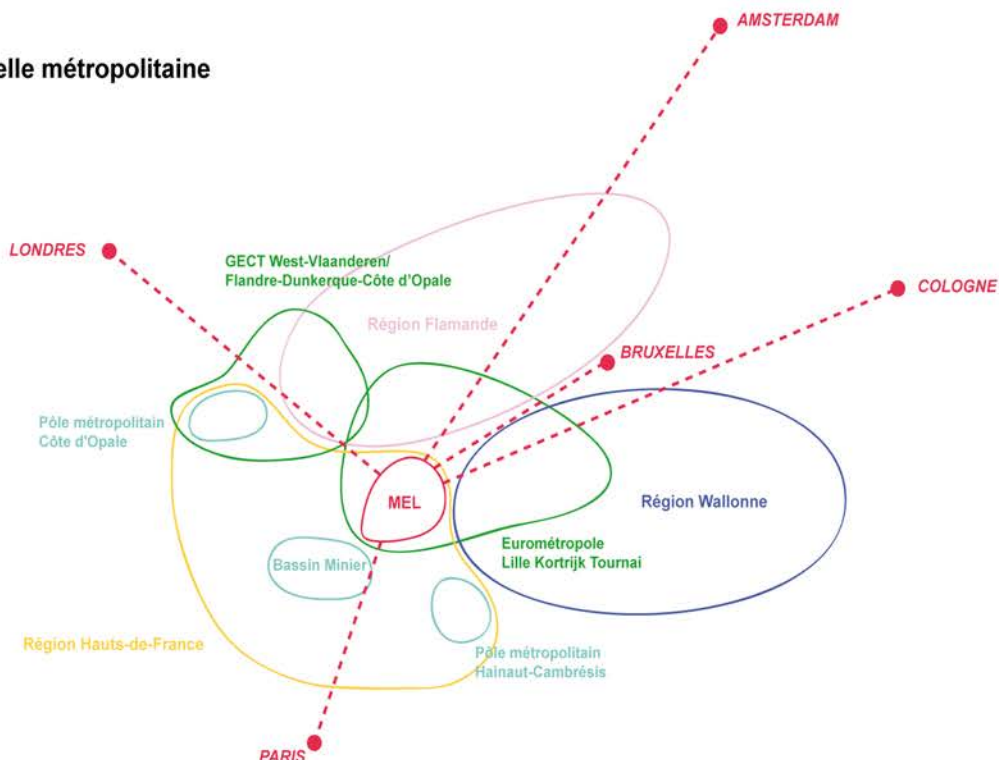 AMSTERDAM
elle métropolitaine
LONDRES
GECT West-Vlaanderen/
Flandre-Dunkerque-Côte d'Opale
COLOGNE
Région Flamande
BRUXELLES
Pôle métropolitain
Côte d'Opale
MEL
Région Wallonne
Eurométropole
Lille Kortrijk Tournai
Bassin Minier
Région Hauts-de-France
Pôle métropolitain
Hainaut-Cambrésis
PARIS